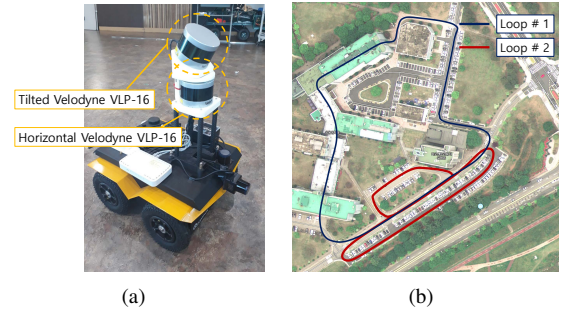 Tilted Velodyne VLP-16
Horizontal Velodyne VLP-16
Loop # 1
Loop # 2
(a)
(b)